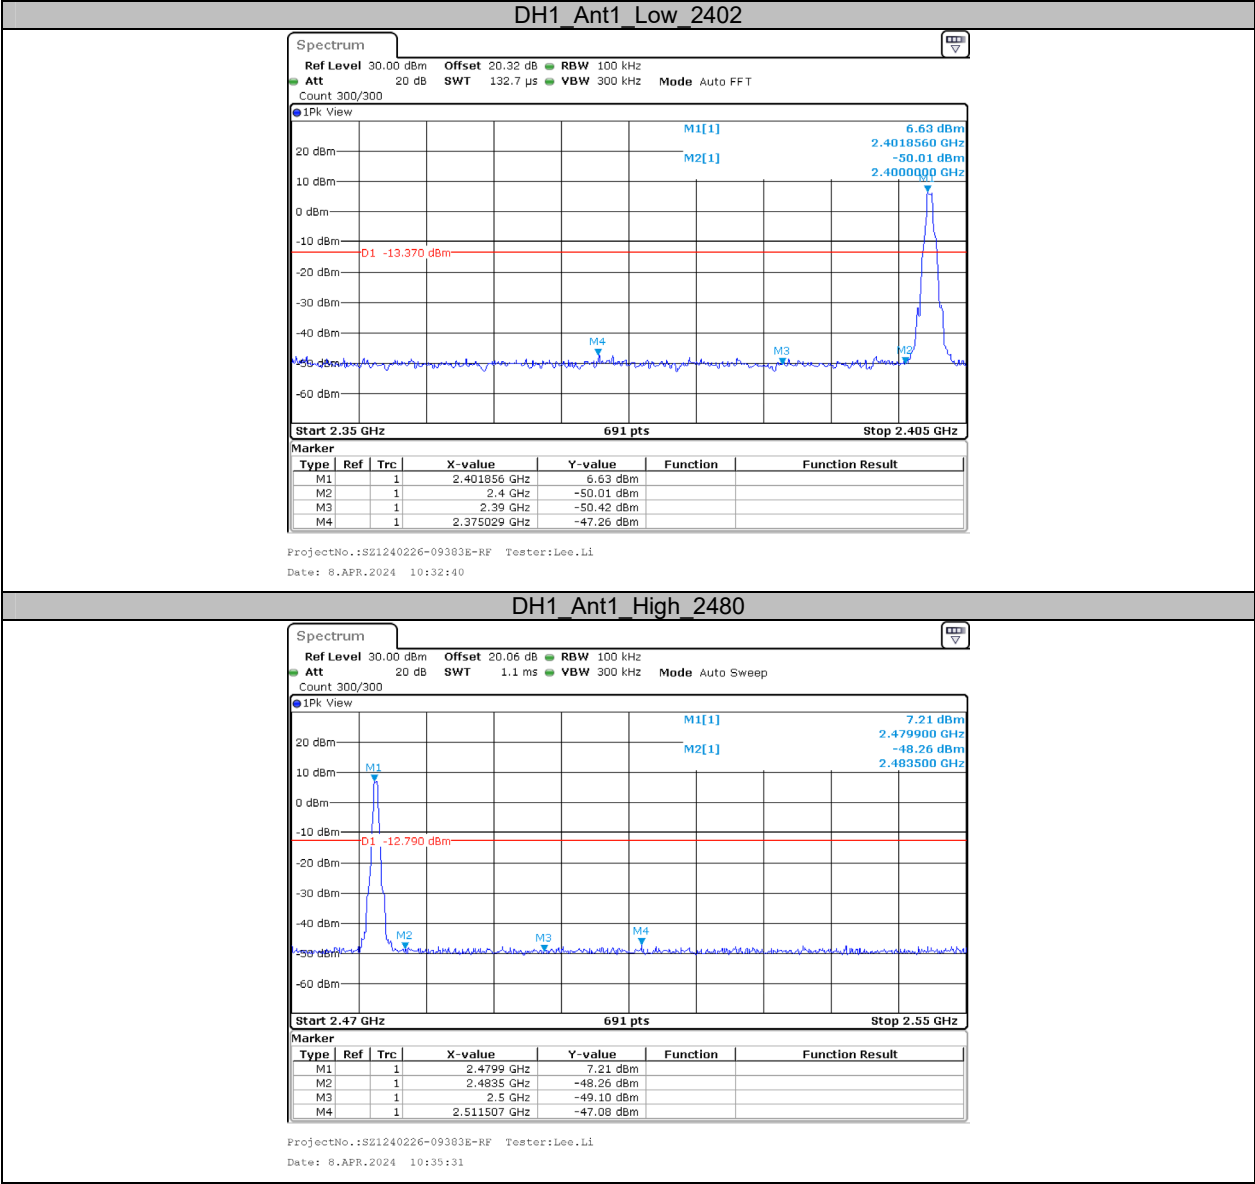 DH1_Ant1_Low_2402
Spectrum
Ref Level 30.00 dBm Offset 20.32 dB RBW 100 kHz
Att 20 dB SWT 132.7 µs VBW 300 kHz Mode Auto FFT
Count 300/300
1Pk View
M1[1] 6.63 dBm
2.4018560 GHz
M2[1] -50.01 dBm
2.4000000 GHz
M1
20 dBm
10 dBm
0 dBm
-10 dBm
D1 -13.370 dBm
-20 dBm
-30 dBm
-40 dBm
M4
M3
M2
-50 dBm
-60 dBm
Start 2.35 GHz 691 pts Stop 2.405 GHz
Marker
Type Ref Trc X-value Y-value Function Function Result
M1 1 2.401856 GHz 6.63 dBm
M2 1 2.4 GHz -50.01 dBm
M3 1 2.39 GHz -50.42 dBm
M4 1 2.375029 GHz -47.26 dBm
ProjectNo.:SZ1240226-09383E-RF Tester:Lee.Li
Date: 8.APR.2024 10:32:40
DH1_Ant1_High_2480
Spectrum
Ref Level 30.00 dBm Offset 20.06 dB RBW 100 kHz
Att 20 dB SWT 1.1 ms VBW 300 kHz Mode Auto Sweep
Count 300/300
1Pk View
M1[1] 7.21 dBm
2.479900 GHz
M2[1] -48.26 dBm
2.483500 GHz
20 dBm
M1
10 dBm
0 dBm
-10 dBm
D1 -12.790 dBm
-20 dBm
-30 dBm
-40 dBm
M2
M3
M4
-50 dBm
-60 dBm
Start 2.47 GHz 691 pts Stop 2.55 GHz
Marker
Type Ref Trc X-value Y-value Function Function Result
M1 1 2.4799 GHz 7.21 dBm
M2 1 2.4835 GHz -48.26 dBm
M3 1 2.5 GHz -49.10 dBm
M4 1 2.511507 GHz -47.08 dBm
ProjectNo.:SZ1240226-09383E-RF Tester:Lee.Li
Date: 8.APR.2024 10:35:31